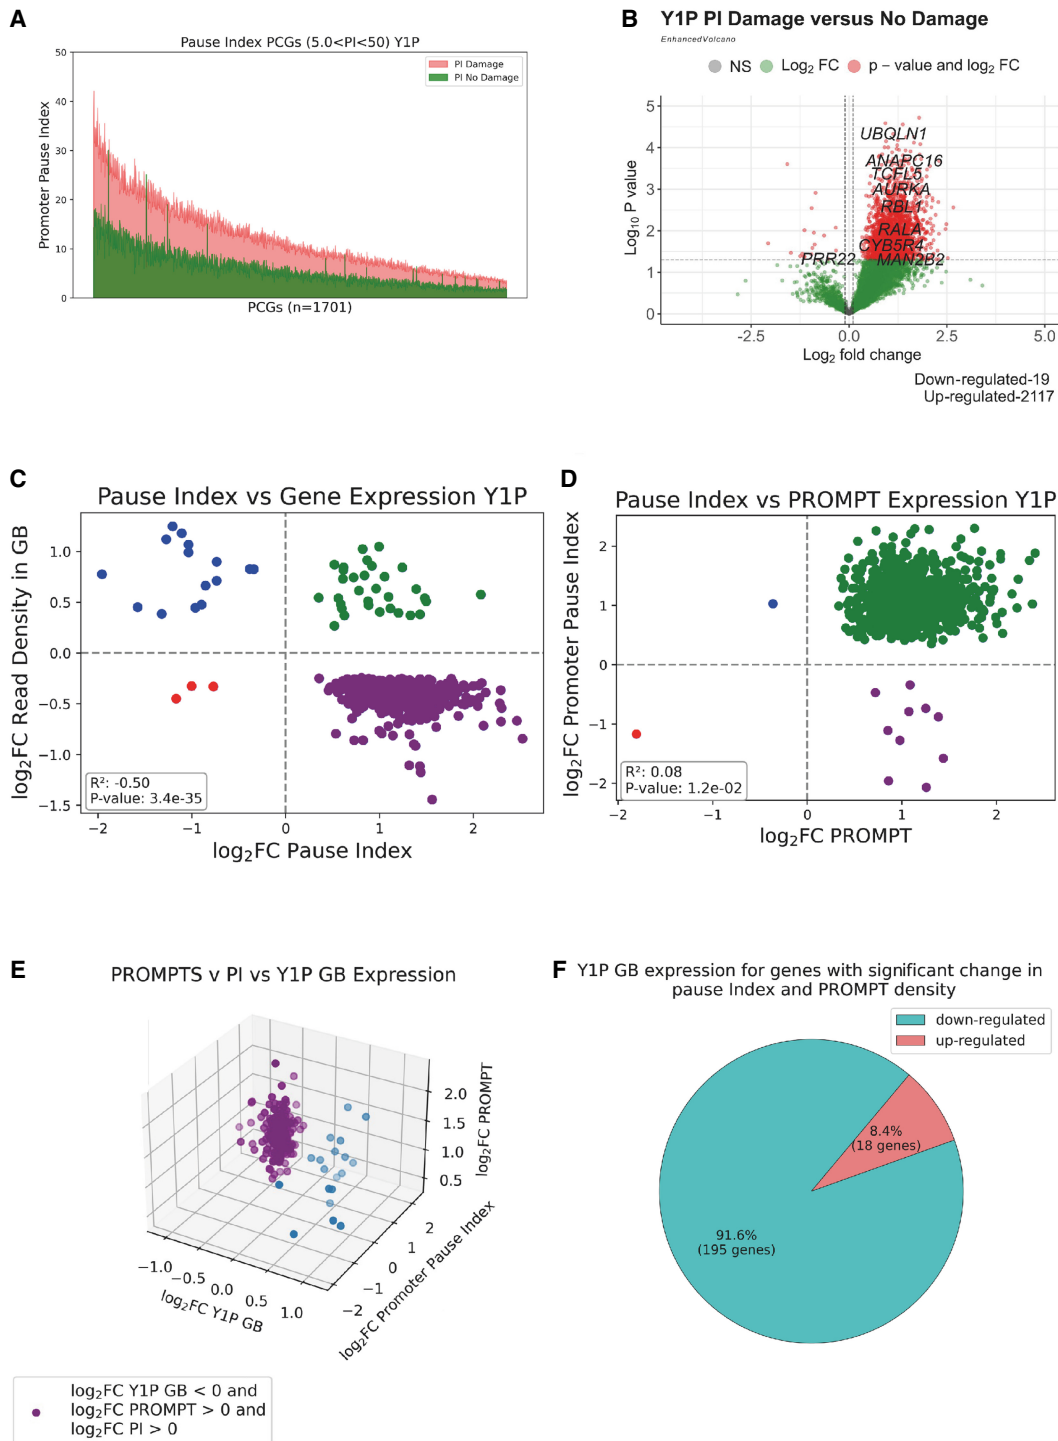 A
Pause Index PCGs (5.0<PI<50) Y1P
PI Damage
PI No Damage
50
40
30
20
10
0
Promoter Pause Index
PCGs (n=1701)
B
Y1P PI Damage versus No Damage
EnhancedVolcano
NS
Log2 FC
p − value and log2 FC
5
4
3
2
1
0
Log10 P value
UBQLN1
ANAPC16
TCFL5
AURKA
RBL1
RALA
CYB5R4
PRR22
MAN2B2
-2.5
0.0
2.5
5.0
Log2 fold change
Down-regulated-19
Up-regulated-2117
C
Pause Index vs Gene Expression Y1P
log2FC Read Density in GB
1.0
0.5
0.0
−0.5
−1.0
−1.5
R²: -0.50
P-value: 3.4e-35
−2
−1
0
1
2
log2FC Pause Index
D
Pause Index vs PROMPT Expression Y1P
log2FC Promoter Pause Index
2
1
0
−1
−2
R²: 0.08
P-value: 1.2e-02
−2
−1
0
1
2
log2FC PROMPT
E
PROMPTS v PI vs Y1P GB Expression
2.0
1.5
1.0
0.5
log2FC PROMPT
2
1
0
−1
−2
log2FC Promoter Pause Index
−1.0
−0.5
0.0
0.5
1.0
log2FC Y1P GB
log2FC Y1P GB < 0 and
log2FC PROMPT > 0 and
log2FC PI > 0
F
Y1P GB expression for genes with significant change in
pause Index and PROMPT density
down-regulated
up-regulated
8.4%
(18 genes)
91.6%
(195 genes)